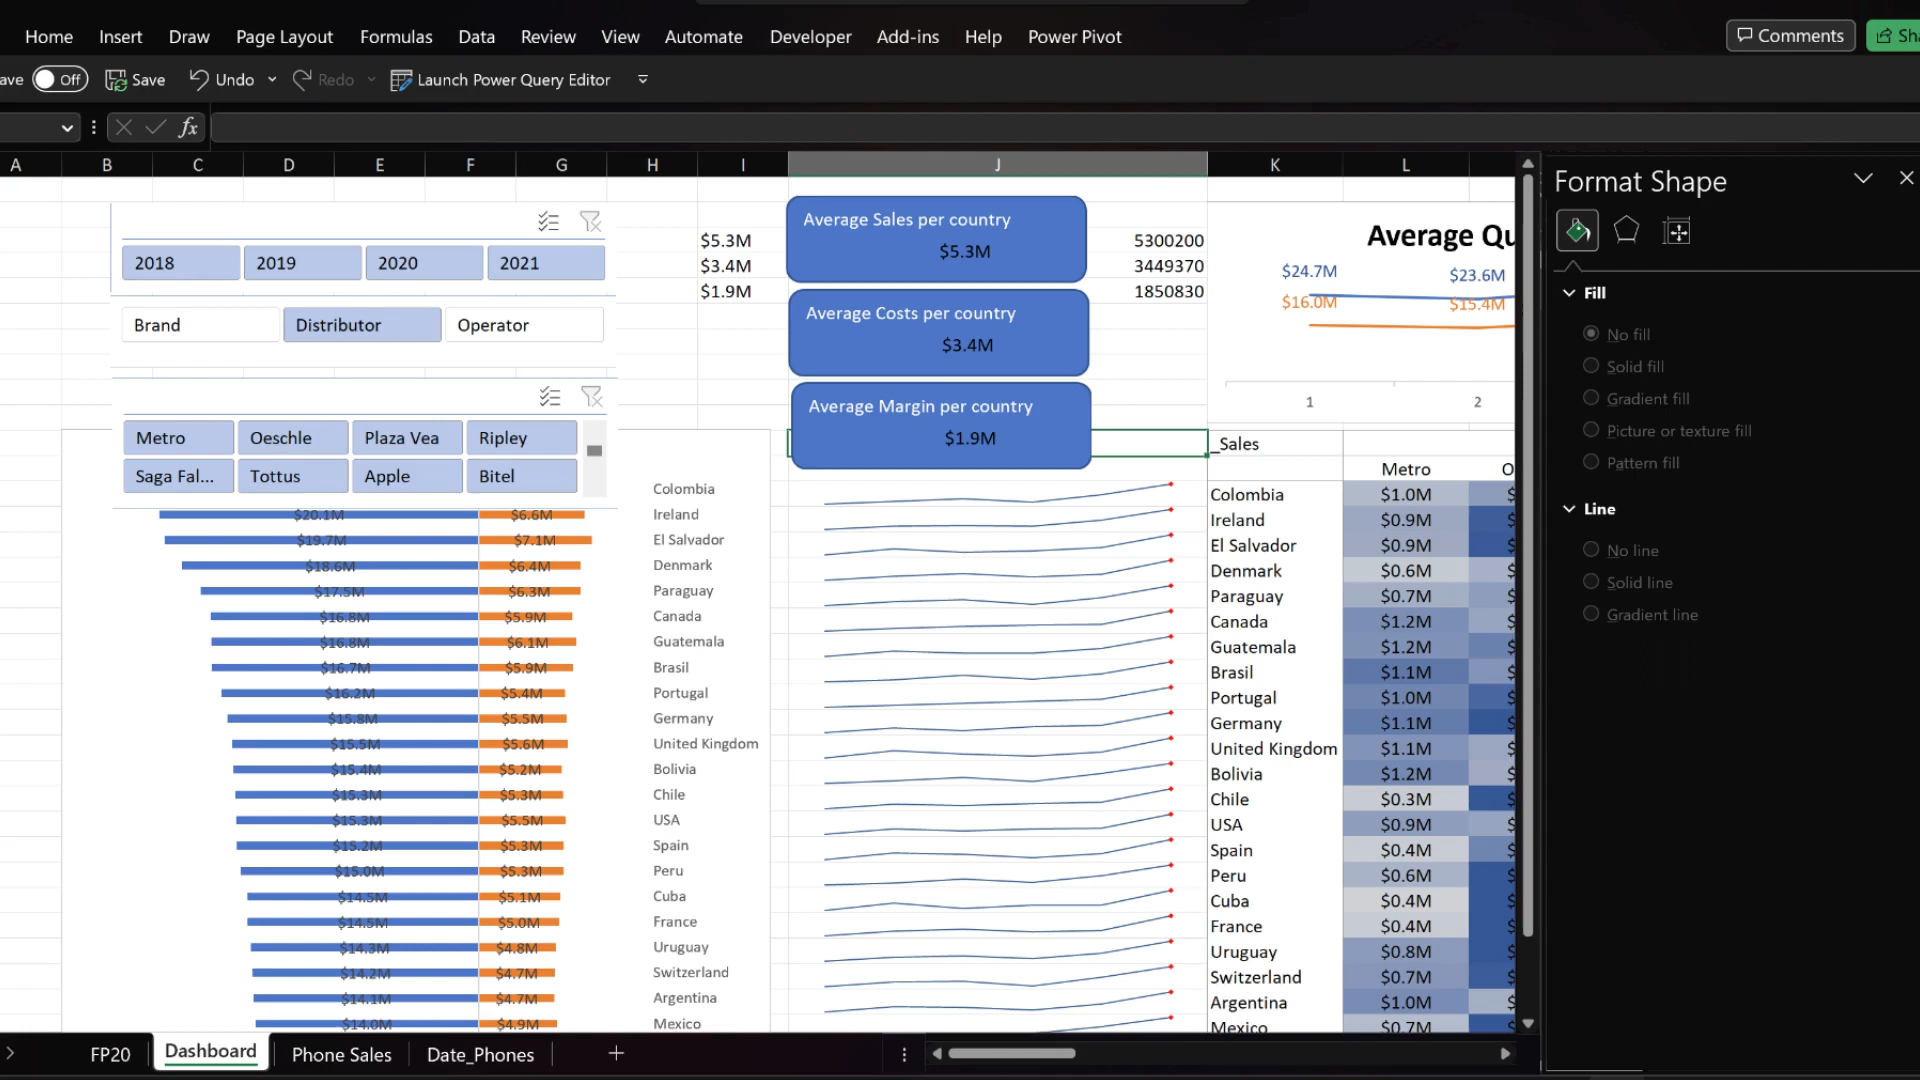 Home Insert Draw Page Layout Formulas Data Review View Automate Developer Add-ins Help Power Pivot Comments Sha
ave Off Save Undo Redo Launch Power Query Editor
fx
A B C D E F G H I J K L
Format Shape
Fill
No fill
Solid fill
Gradient fill
Picture or texture fill
Pattern fill
Line
No line
Solid line
Gradient line
2018 2019 2020 2021
Brand Distributor Operator
Metro Oeschle Plaza Vea Ripley
Saga Fal... Tottus Apple Bitel
$5.3M
$3.4M
$1.9M
Average Sales per country
$5.3M
Average Costs per country
$3.4M
Average Margin per country
$1.9M
5300200
3449370
1850830
Average Qu
$24.7M $23.6M
$16.0M $15.4M
1 2
Colombia
$20.1M $6.6M Ireland
$19.7M $7.1M El Salvador
$18.6M $6.4M Denmark
$17.5M $6.3M Paraguay
$16.8M $5.9M Canada
$16.8M $6.1M Guatemala
$16.7M $5.9M Brasil
$16.2M $5.4M Portugal
$15.8M $5.5M Germany
$15.5M $5.6M United Kingdom
$15.4M $5.2M Bolivia
$15.3M $5.3M Chile
$15.3M $5.5M USA
$15.2M $5.3M Spain
$15.0M $5.3M Peru
$14.5M $5.1M Cuba
$14.5M $5.0M France
$14.3M $4.8M Uruguay
$14.2M $4.7M Switzerland
$14.1M $4.7M Argentina
$14.0M $4.9M Mexico
_Sales
Metro O
Colombia $1.0M $
Ireland $0.9M $
El Salvador $0.9M $
Denmark $0.6M $
Paraguay $0.7M $
Canada $1.2M $
Guatemala $1.2M $
Brasil $1.1M $
Portugal $1.0M $
Germany $1.1M $
United Kingdom $1.1M $
Bolivia $1.2M $
Chile $0.3M $
USA $0.9M $
Spain $0.4M $
Peru $0.6M $
Cuba $0.4M $
France $0.4M $
Uruguay $0.8M $
Switzerland $0.7M $
Argentina $1.0M $
Mexico $0.7M $
FP20 Dashboard Phone Sales Date_Phones